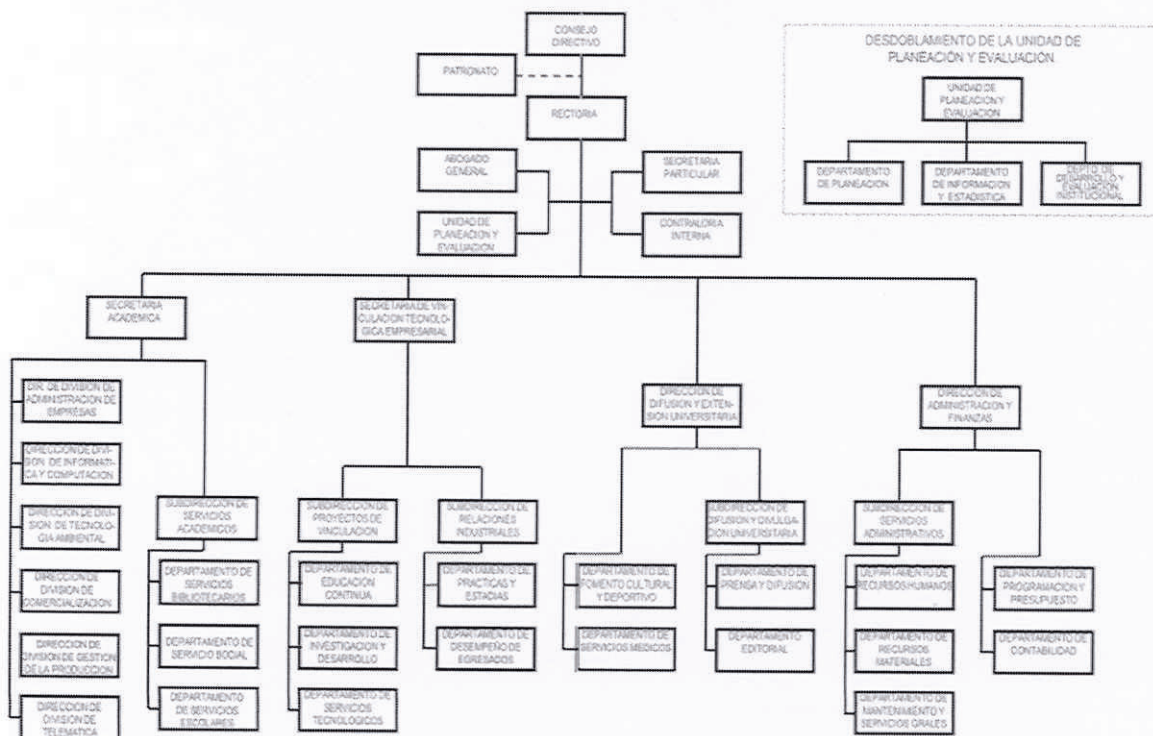 CONSEJO
DIRECTIVO
PATRONATO
RECTORIA
ABOGADO
GENERAL
SECRETARIA
PARTICULAR
UNIDAD DE
PLANEACION Y
EVALUACION
CONTRALORIA
INTERNA
DESDOBLAMIENTO DE LA UNIDAD DE
PLANEACIÓN Y EVALUACIÓN
UNIDAD DE
PLANEACION Y
EVALUACION
DEPARTAMENTO
DE PLANEACION
DEPARTAMENTO
DE INFORMACION
Y ESTADISTICA
DEPTO. DE
DESARROLLO Y
EVALUACION
INSTITUCIONAL
SECRETARIA
ACADEMICA
SECRETARIA DE VIN-
CULACION TECNOLO-
GICA EMPRESARIAL
DIRECCION DE
DIFUSION Y EXTEN-
SION UNIVERSITARIA
DIRECCION DE
ADMINISTRACION Y
FINANZAS
DIR. DE DIVISION DE
ADMINISTRACION DE
EMPRESAS
DIRECCION DE DIVI-
SION DE INFORMATI-
CA Y COMPUTACION
DIRECCION DE DIVI-
SION DE TECNOLO-
GIA AMBIENTAL
DIRECCION DE
DIVISION DE
COMERCIALIZACION
DIRECCION DE
DIVISION DE GESTION
DE LA PRODUCCION
DIRECCION DE
DIVISION DE
TELEMATICA
SUBDIRECCION DE
SERVICIOS
ACADEMICOS
DEPARTAMENTO DE
SERVICIOS
BIBLIOTECARIOS
DEPARTAMENTO DE
SERVICIO SOCIAL
DEPARTAMENTO
DE SERVICIOS
ESCOLARES
SUBDIRECCION DE
PROYECTOS DE
VINCULACION
DEPARTAMENTO DE
EDUCACION
CONTINUA
DEPARTAMENTO DE
INVESTIGACION Y
DESARROLLO
DEPARTAMENTO DE
SERVICIOS
TECNOLOGICOS
SUBDIRECCION DE
RELACIONES
INDUSTRIALES
DEPARTAMENTO DE
PRACTICAS Y
ESTADIAS
DEPARTAMENTO DE
DESEMPEÑO DE
EGRESADOS
DEPARTAMENTO DE
FOMENTO CULTURAL
Y DEPORTIVO
DEPARTAMENTO DE
SERVICIOS MEDICOS
SUBDIRECCION DE
DIFUSION Y DIVULGA-
CION UNIVERSITARIA
DEPARTAMENTO DE
PRENSA Y DIFUSIÓN
DEPARTAMENTO
EDITORIAL
SUBDIRECCION DE
SERVICIOS
ADMINISTRATIVOS
DEPARTAMENTO DE
RECURSOS HUMANOS
DEPARTAMENTO DE
RECURSOS
MATERIALES
DEPARTAMENTO DE
MANTENIMIENTO Y
SERVICIOS GRALES
DEPARTAMENTO DE
PROGRAMACION Y
PRESUPUESTO
DEPARTAMENTO DE
CONTABILIDAD